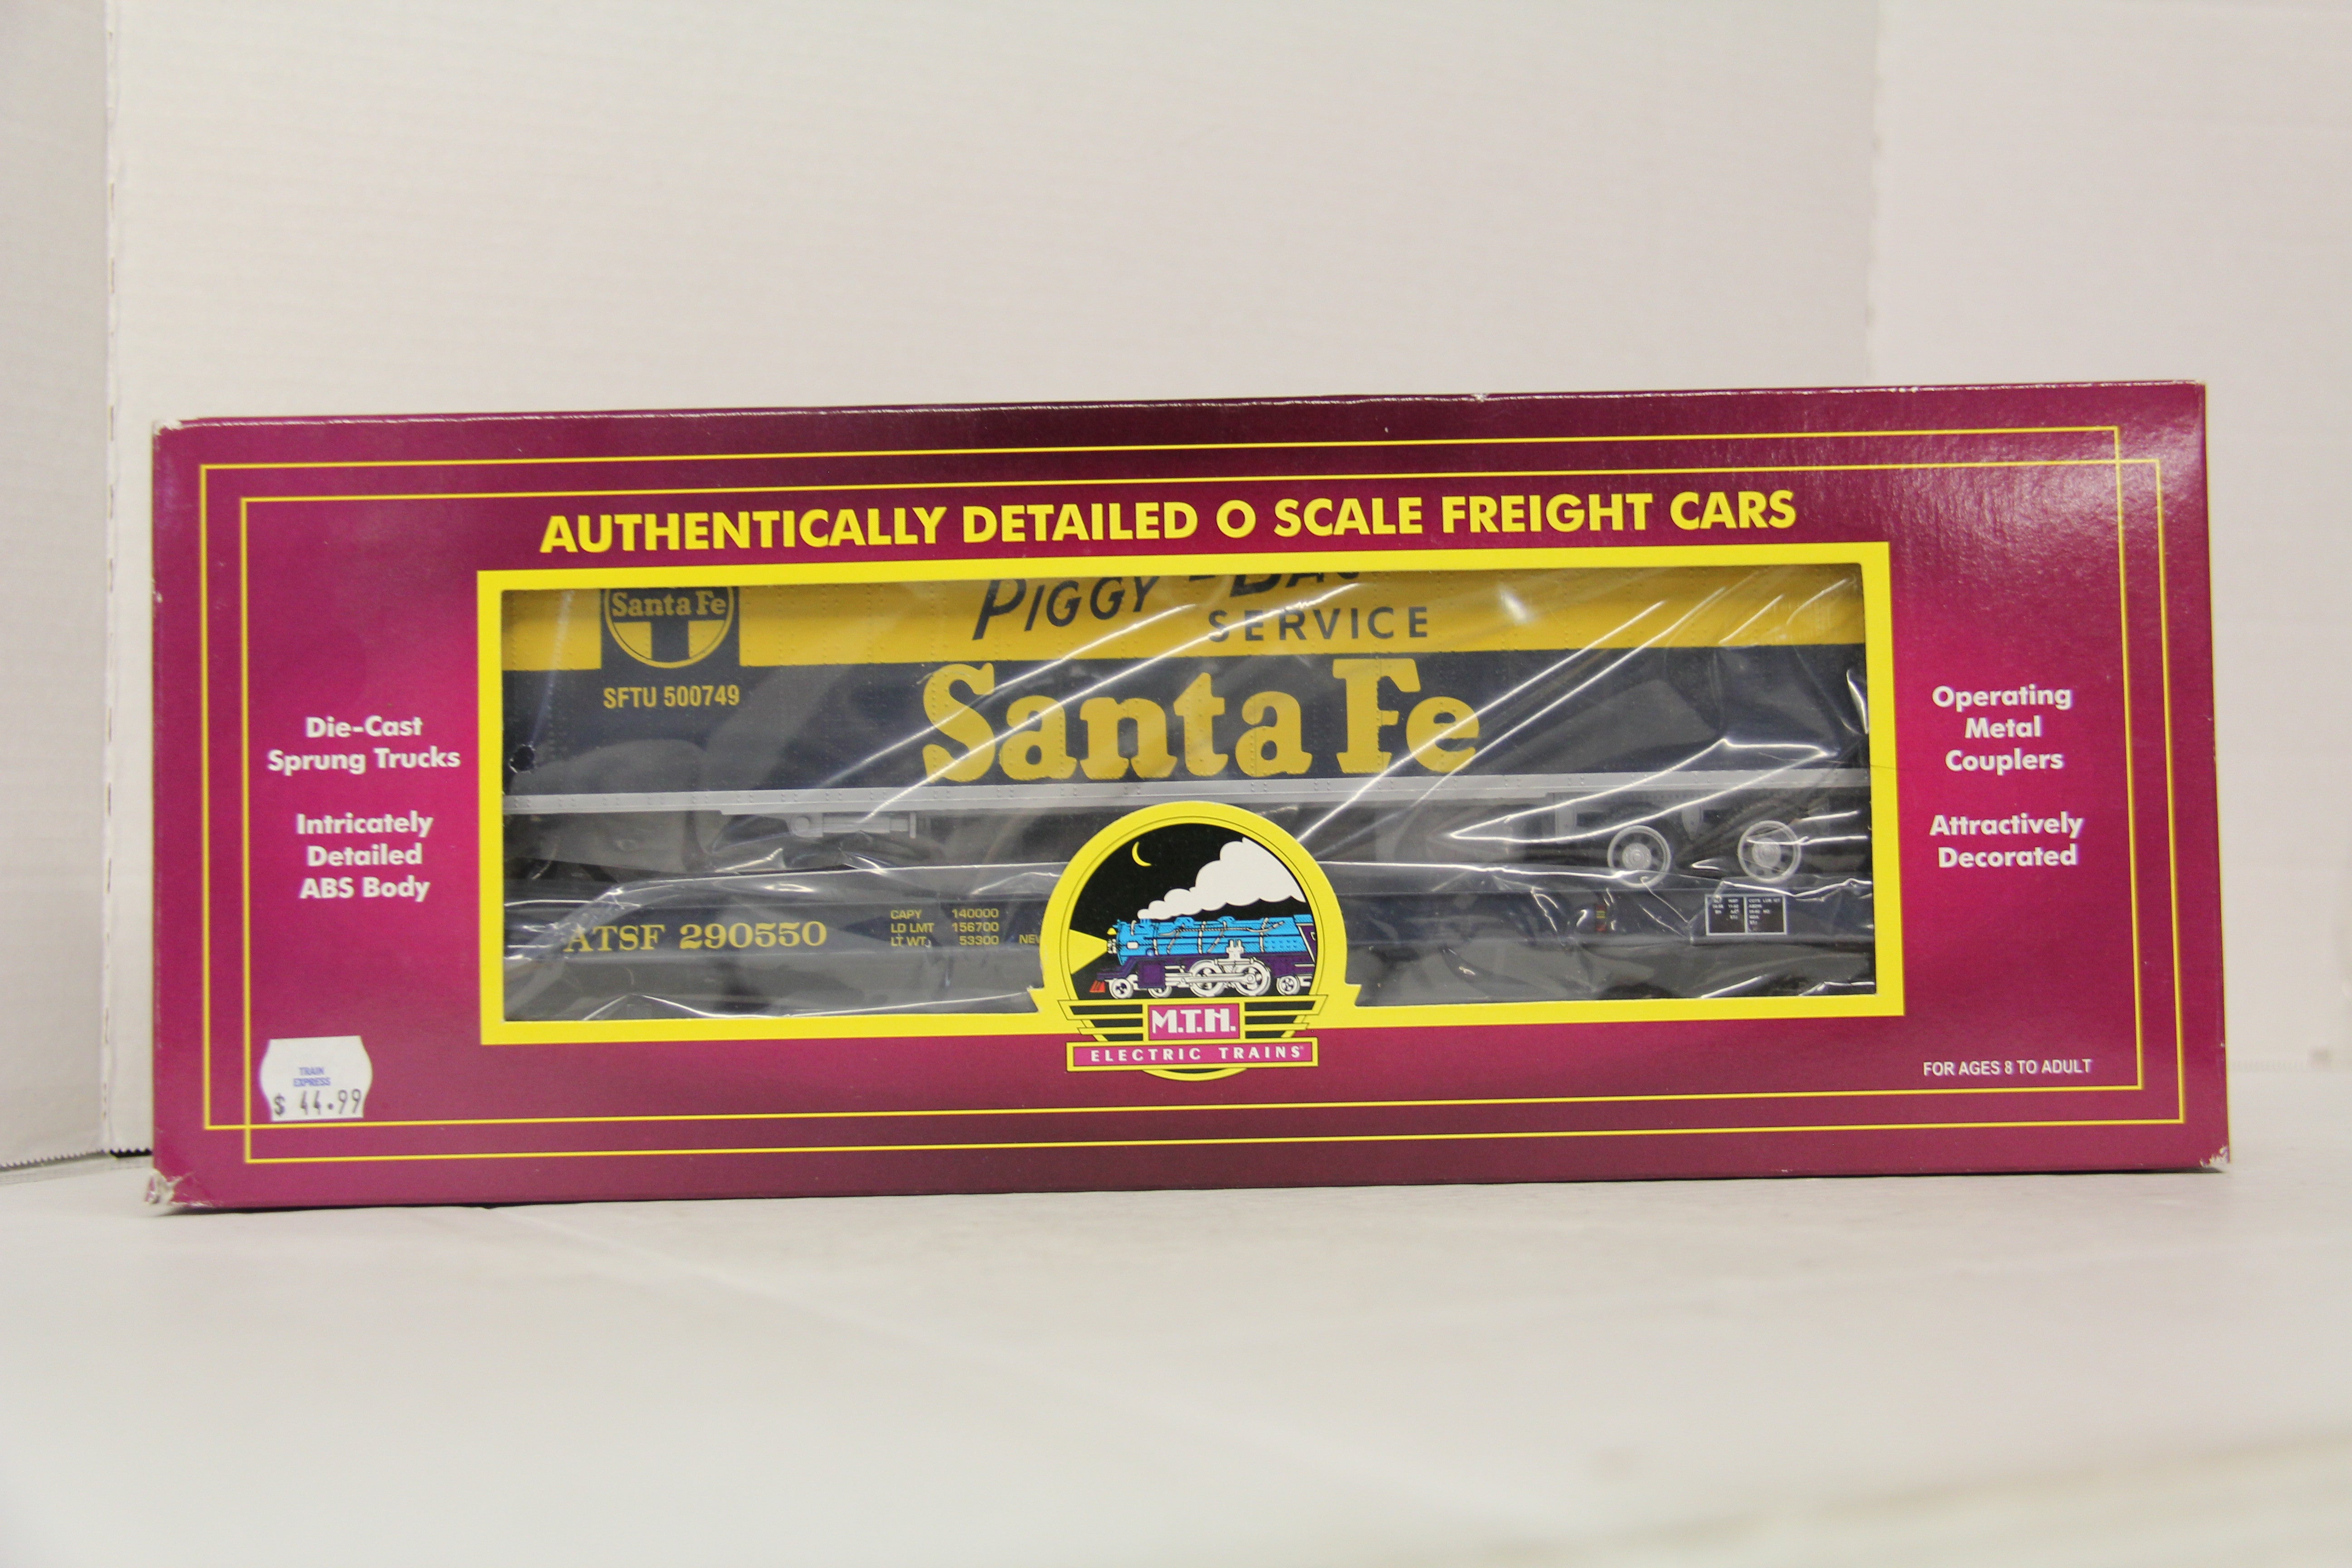 AUTHENTICALLY DETAILED O SCALE FREIGHT CARS
Santa Fe
PIGGY-BAC
SERVICE
Santa Fe
SFTU 500749
Die-Cast
Sprung Trucks
Intricately
Detailed
ABS Body
Operating
Metal
Couplers
Attractively
Decorated
ATSF 290550
CAPY 140000
LD LMT 156700
LT WT. 53300 NEW
M.T.H.
ELECTRIC TRAINS
TRAIN
EXPRESS
$ 44.99
FOR AGES 8 TO ADULT